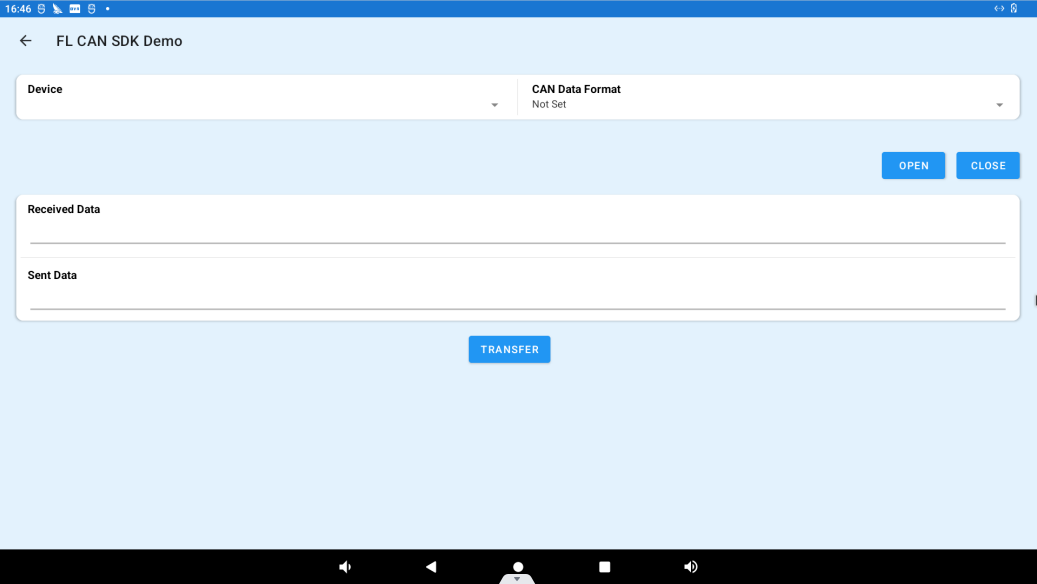 16:46
FL CAN SDK Demo
Device
CAN Data Format
Not Set
OPEN
CLOSE
Received Data
Sent Data
TRANSFER